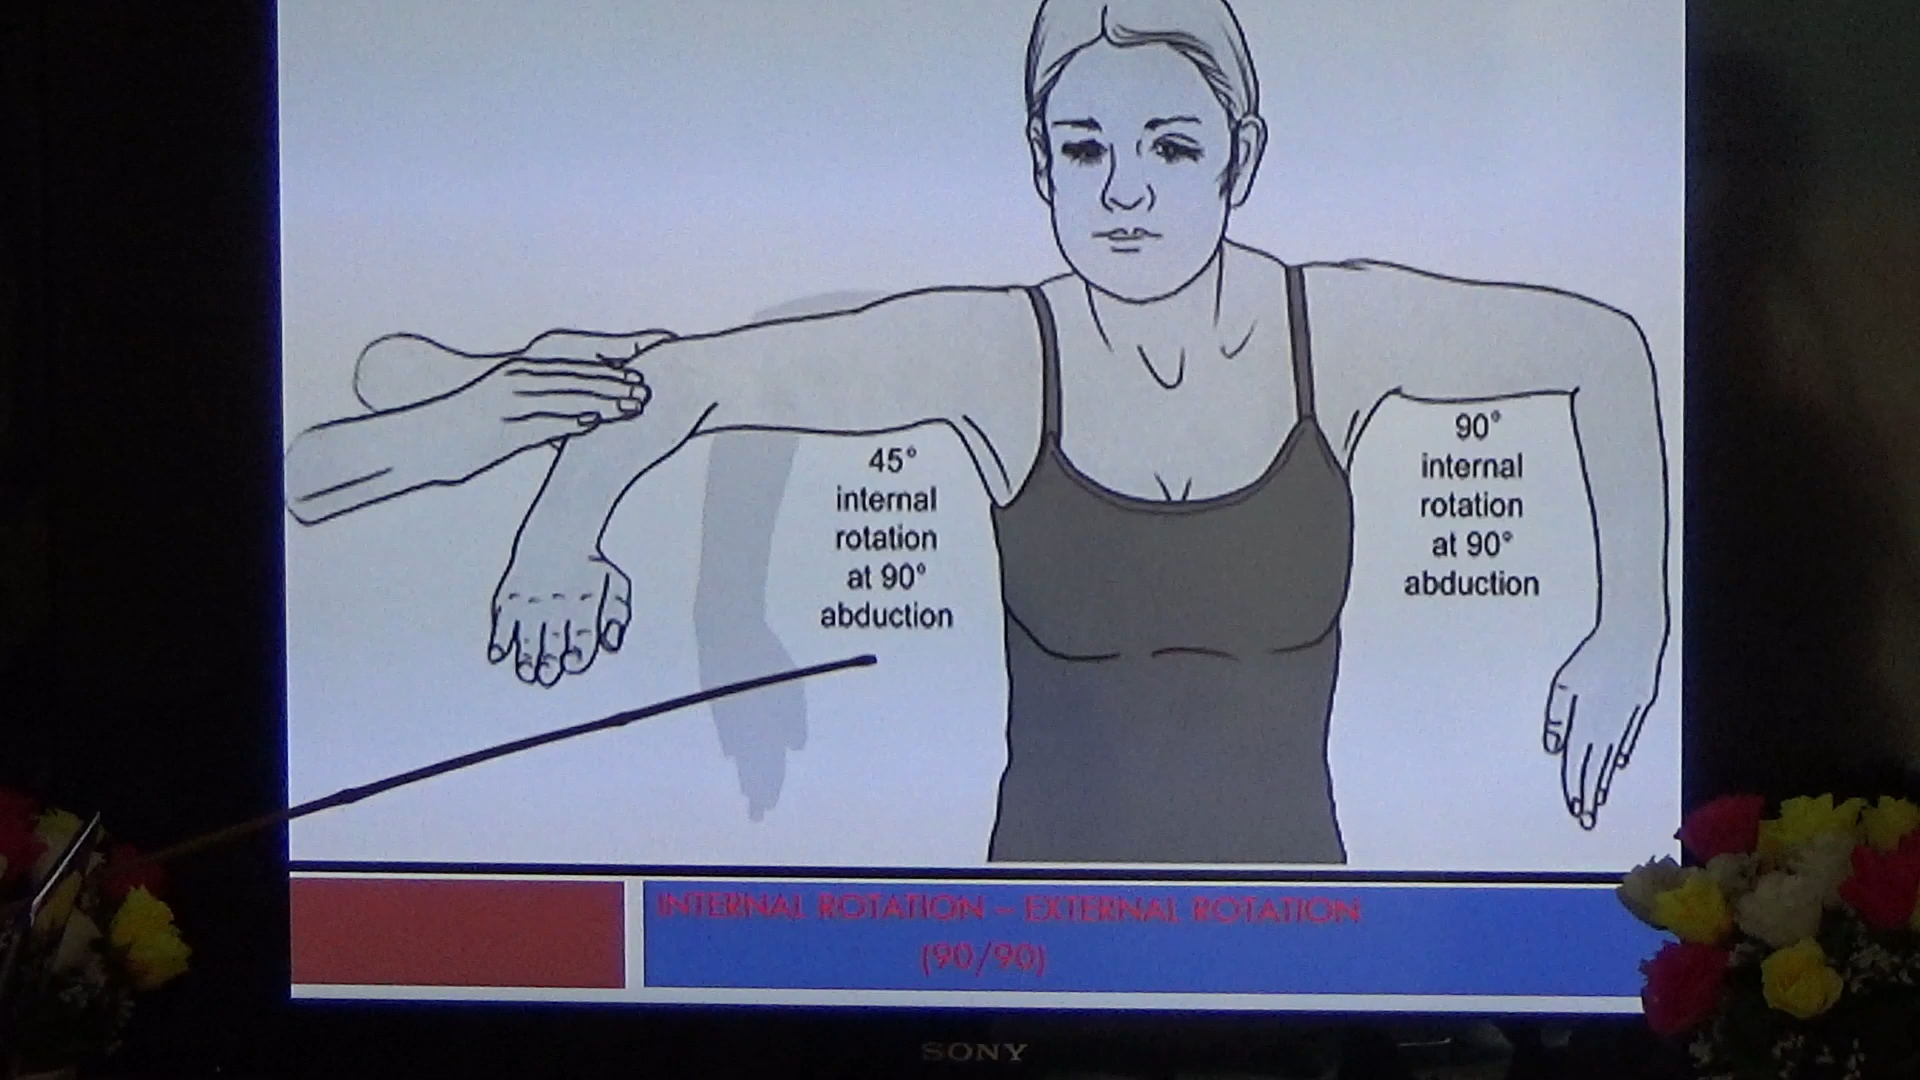 45°
internal
rotation
at 90°
abduction
90°
internal
rotation
at 90°
abduction
INTERNAL ROTATION – EXTERNAL ROTATION
(90/90)
SONY